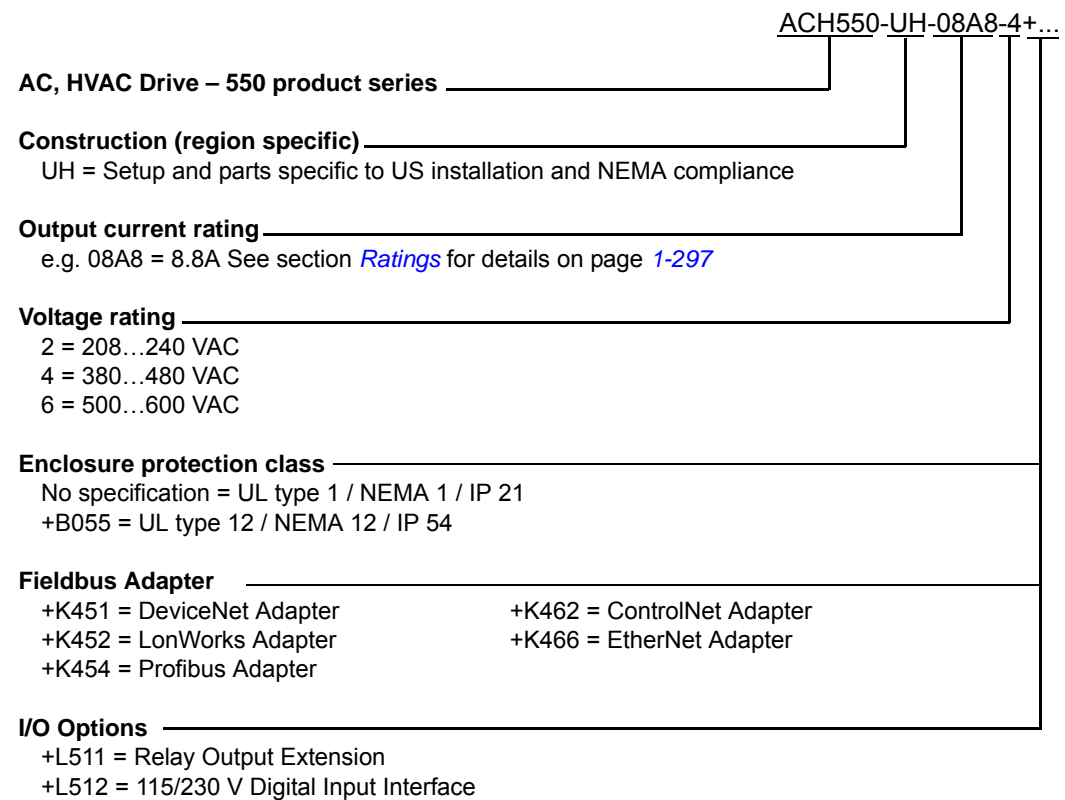 ACH550-UH-08A8-4+...
AC, HVAC Drive – 550 product series
Construction (region specific)
UH = Setup and parts specific to US installation and NEMA compliance
Output current rating
e.g. 08A8 = 8.8A See section Ratings for details on page 1-297
Voltage rating
2 = 208…240 VAC
4 = 380…480 VAC
6 = 500…600 VAC
Enclosure protection class
No specification = UL type 1 / NEMA 1 / IP 21
+B055 = UL type 12 / NEMA 12 / IP 54
Fieldbus Adapter
+K451 = DeviceNet Adapter +K462 = ControlNet Adapter
+K452 = LonWorks Adapter +K466 = EtherNet Adapter
+K454 = Profibus Adapter
I/O Options
+L511 = Relay Output Extension
+L512 = 115/230 V Digital Input Interface